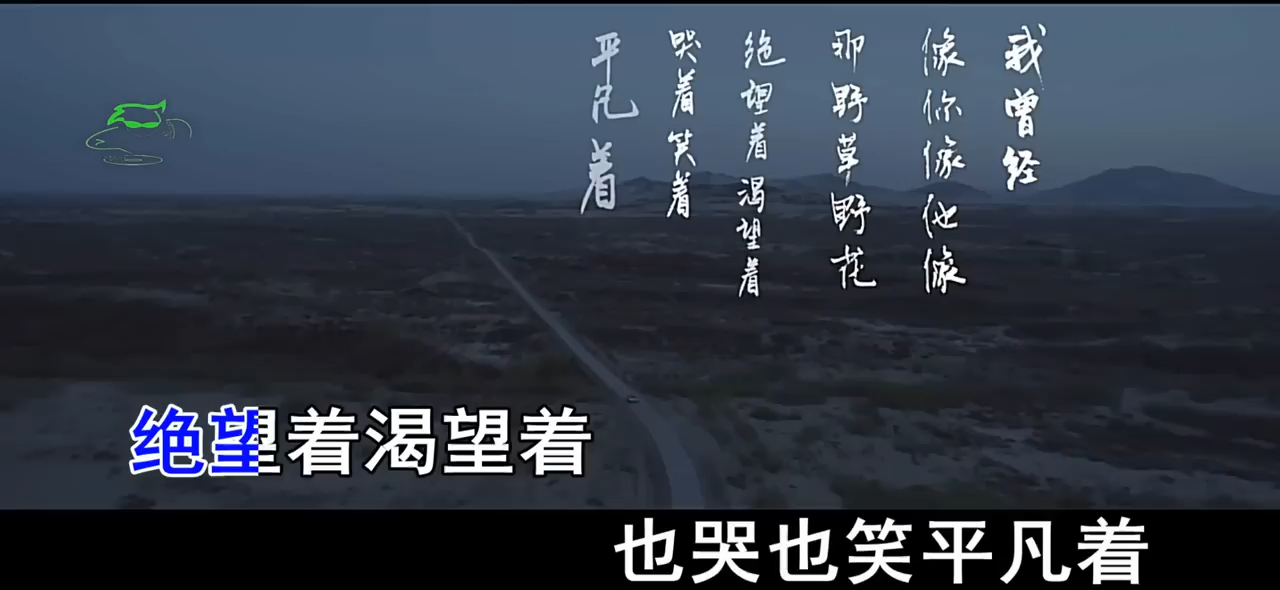 我曾经
像你像他像
那野草野花
绝望着渴望着
哭着笑着
平凡着
绝望着渴望着
也哭也笑平凡着